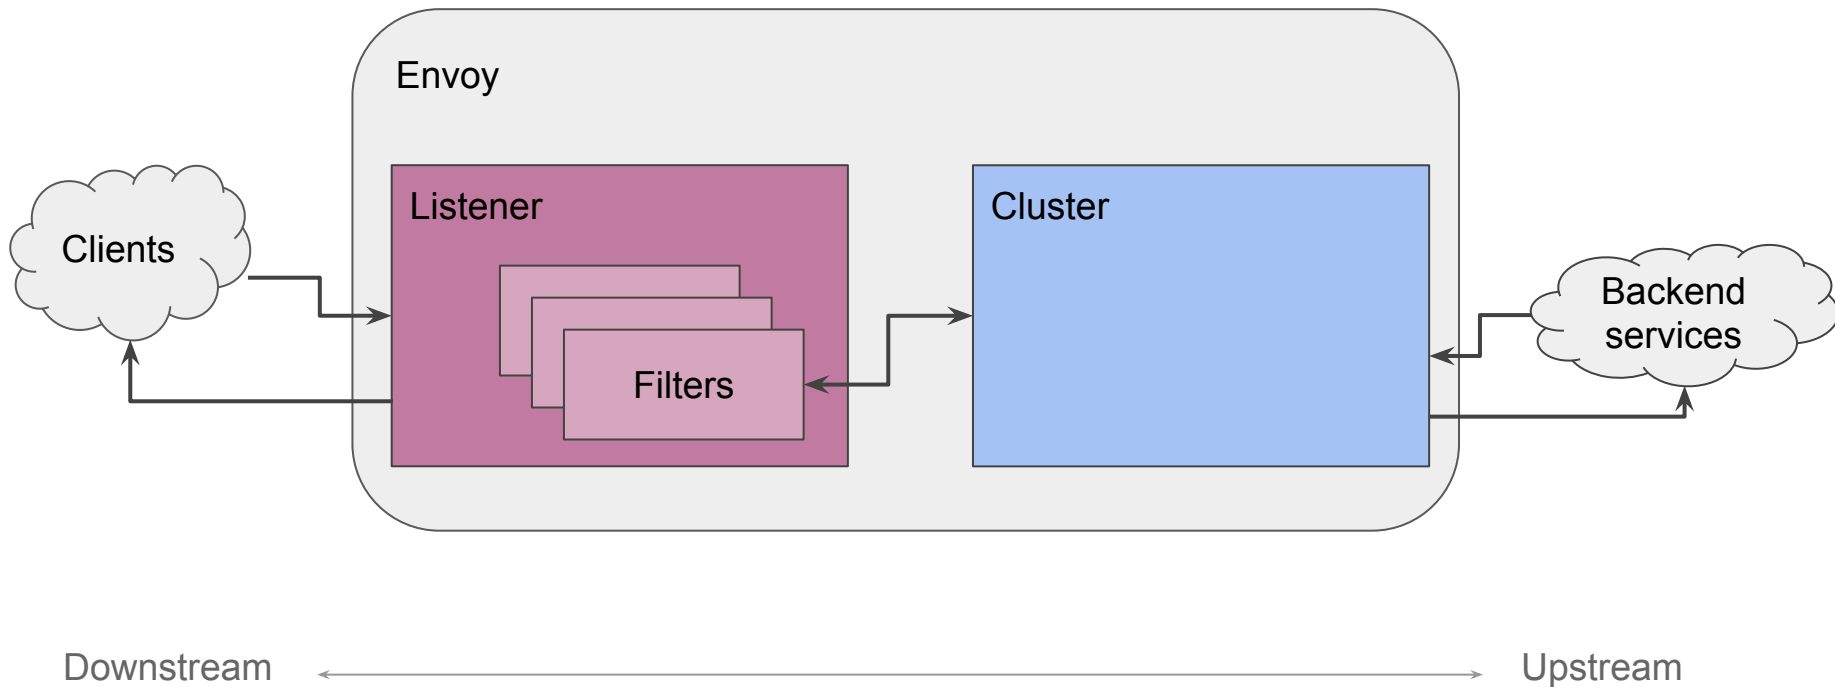 Envoy
Listener
Cluster
Clients
Backend
services
Filters
Downstream
Upstream